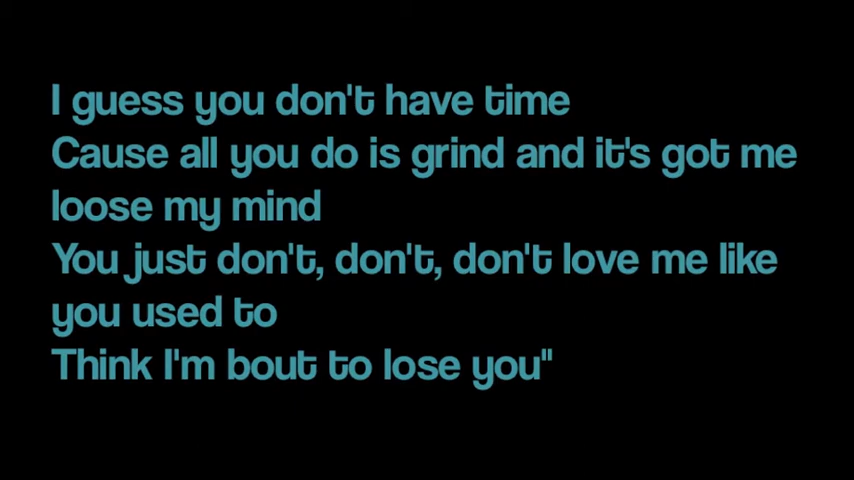 I guess you don't have time
Cause all you do is grind and it's got me
loose my mind
You just don't, don't, don't love me like
you used to
Think I'm bout to lose you"